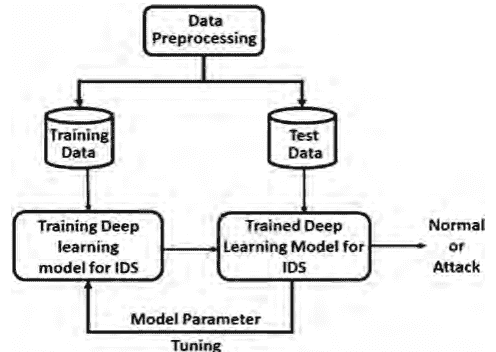 Data
Preprocessing
Training
Data
Test
Data
Training Deep
learning
model for IDS
Trained Deep
Learning Model for
IDS
Normal
or
Attack
Model Parameter
Tuning